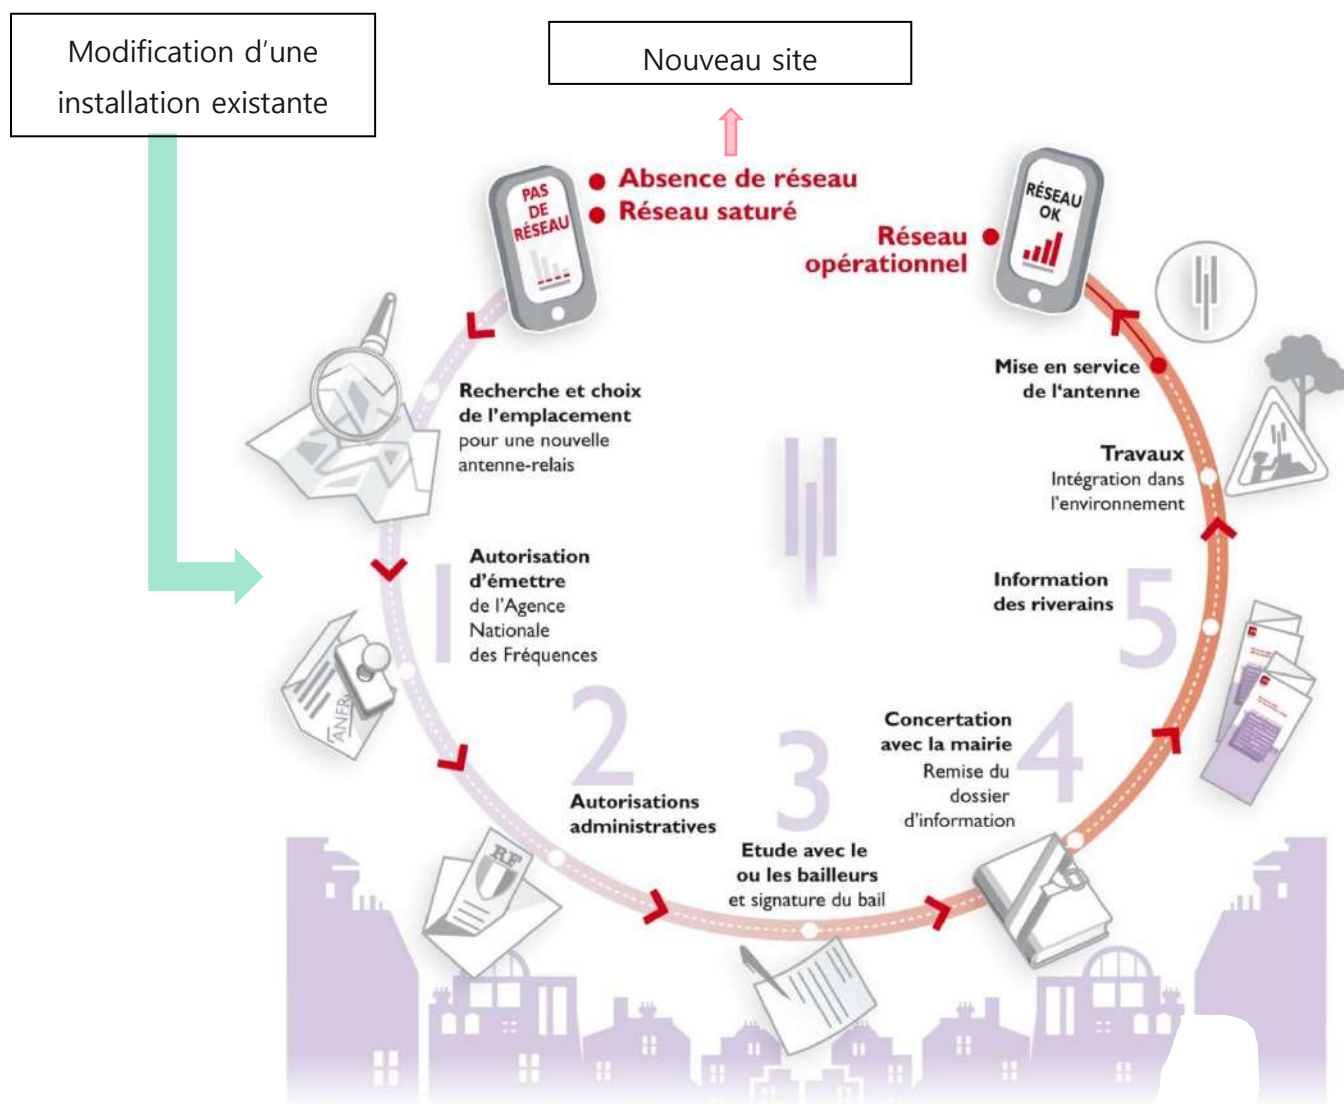 Modification d’une
installation existante
Nouveau site
PAS
DE
RÉSEAU
Absence de réseau
Réseau saturé
Réseau
opérationnel
RÉSEAU
OK
Recherche et choix
de l'emplacement
pour une nouvelle
antenne-relais
Mise en service
de l'antenne
Travaux
Intégration dans
l'environnement
1
Autorisation
d'émettre
de l'Agence
Nationale
des Fréquences
ANFR
Information
des riverains
5
2
Autorisations
administratives
RF
3
Etude avec le
ou les bailleurs
et signature du bail
Concertation
avec la mairie
Remise du
dossier
d'information
4